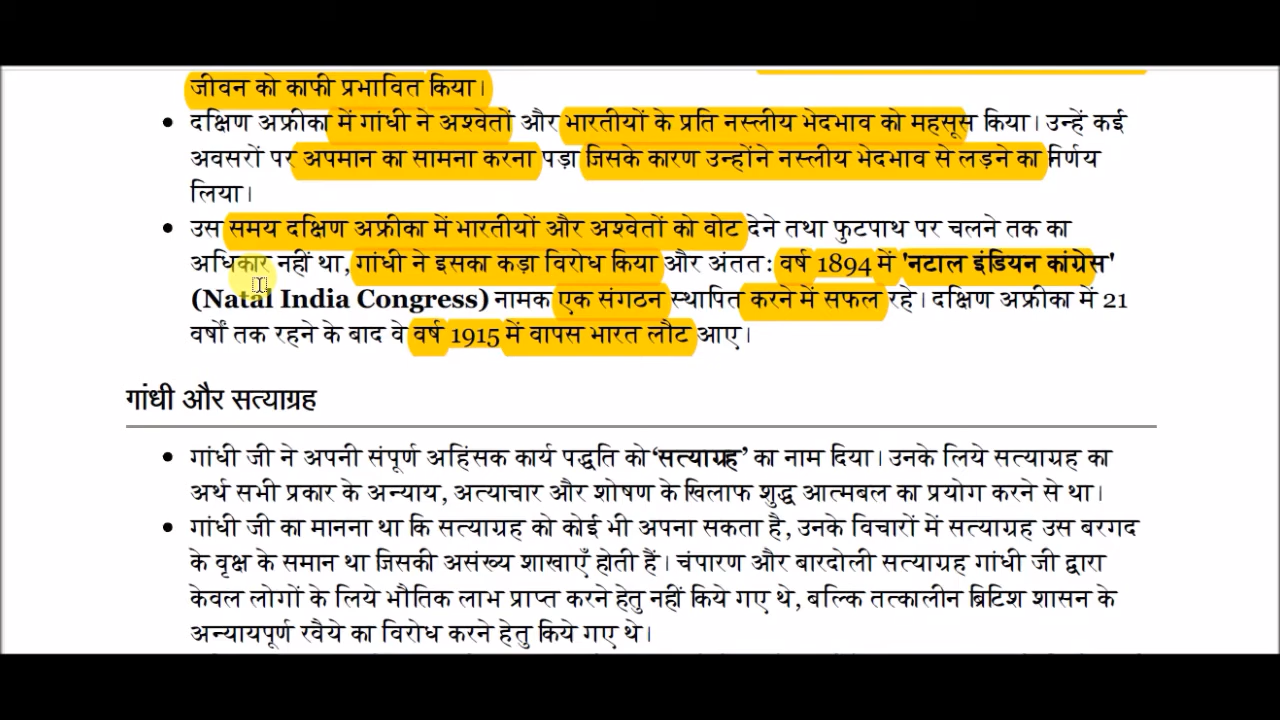 जीवन को काफी प्रभावित किया।
दक्षिण अफ्रीका में गांधी ने अश्वेतों और भारतीयों के प्रति नस्लीय भेदभाव को महसूस किया। उन्हें कई
अवसरों पर अपमान का सामना करना पड़ा जिसके कारण उन्होंने नस्लीय भेदभाव से लड़ने का निर्णय
लिया।
उस समय दक्षिण अफ्रीका में भारतीयों और अश्वेतों को वोट देने तथा फुटपाथ पर चलने तक का
अधिकार नहीं था, गांधी ने इसका कड़ा विरोध किया और अंततः वर्ष 1894 में 'नटाल इंडियन कांग्रेस'
(Natal India Congress) नामक एक संगठन स्थापित करने में सफल रहे। दक्षिण अफ्रीका में 21
वर्षों तक रहने के बाद वे वर्ष 1915 में वापस भारत लौट आए।
गांधी और सत्याग्रह
गांधी जी ने अपनी संपूर्ण अहिंसक कार्य पद्धति को ‘सत्याग्रह’ का नाम दिया। उनके लिये सत्याग्रह का
अर्थ सभी प्रकार के अन्याय, अत्याचार और शोषण के खिलाफ शुद्ध आत्मबल का प्रयोग करने से था।
गांधी जी का मानना था कि सत्याग्रह को कोई भी अपना सकता है, उनके विचारों में सत्याग्रह उस बरगद
के वृक्ष के समान था जिसकी असंख्य शाखाएँ होती हैं। चंपारण और बारदोली सत्याग्रह गांधी जी द्वारा
केवल लोगों के लिये भौतिक लाभ प्राप्त करने हेतु नहीं किये गए थे, बल्कि तत्कालीन ब्रिटिश शासन के
अन्यायपूर्ण रवैये का विरोध करने हेतु किये गए थे।